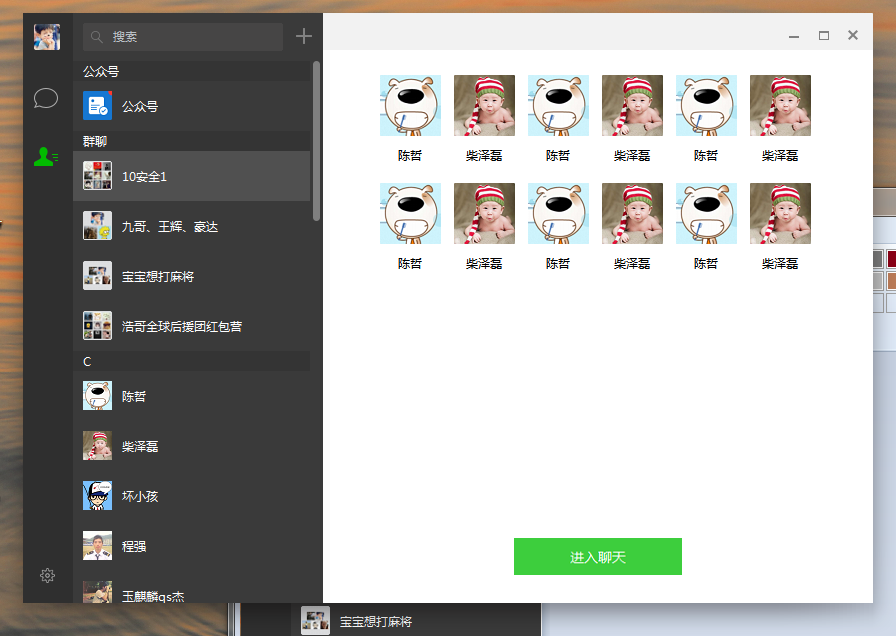 搜索
公众号
公众号
群聊
10安全1
九哥、王辉、豪达
宝宝想打麻将
浩哥全球后援团红包营
C
陈哲
柴泽磊
坏小孩
程强
玉麒麟qs杰
陈哲 柴泽磊 陈哲 柴泽磊 陈哲 柴泽磊
陈哲 柴泽磊 陈哲 柴泽磊 陈哲 柴泽磊
进入聊天
宝宝想打麻将